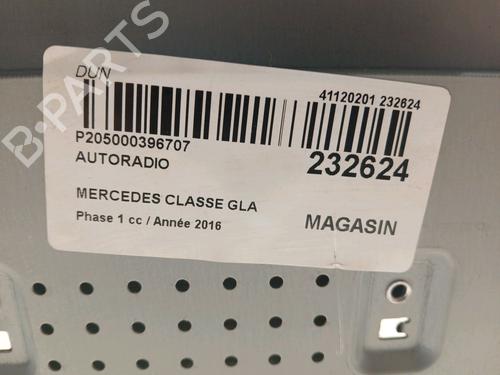 DUN
41120201 232624
P205000396707
232624
AUTORADIO
MERCEDES CLASSE GLA
Phase 1 cc / Année 2016
MAGASIN
B-PARTS